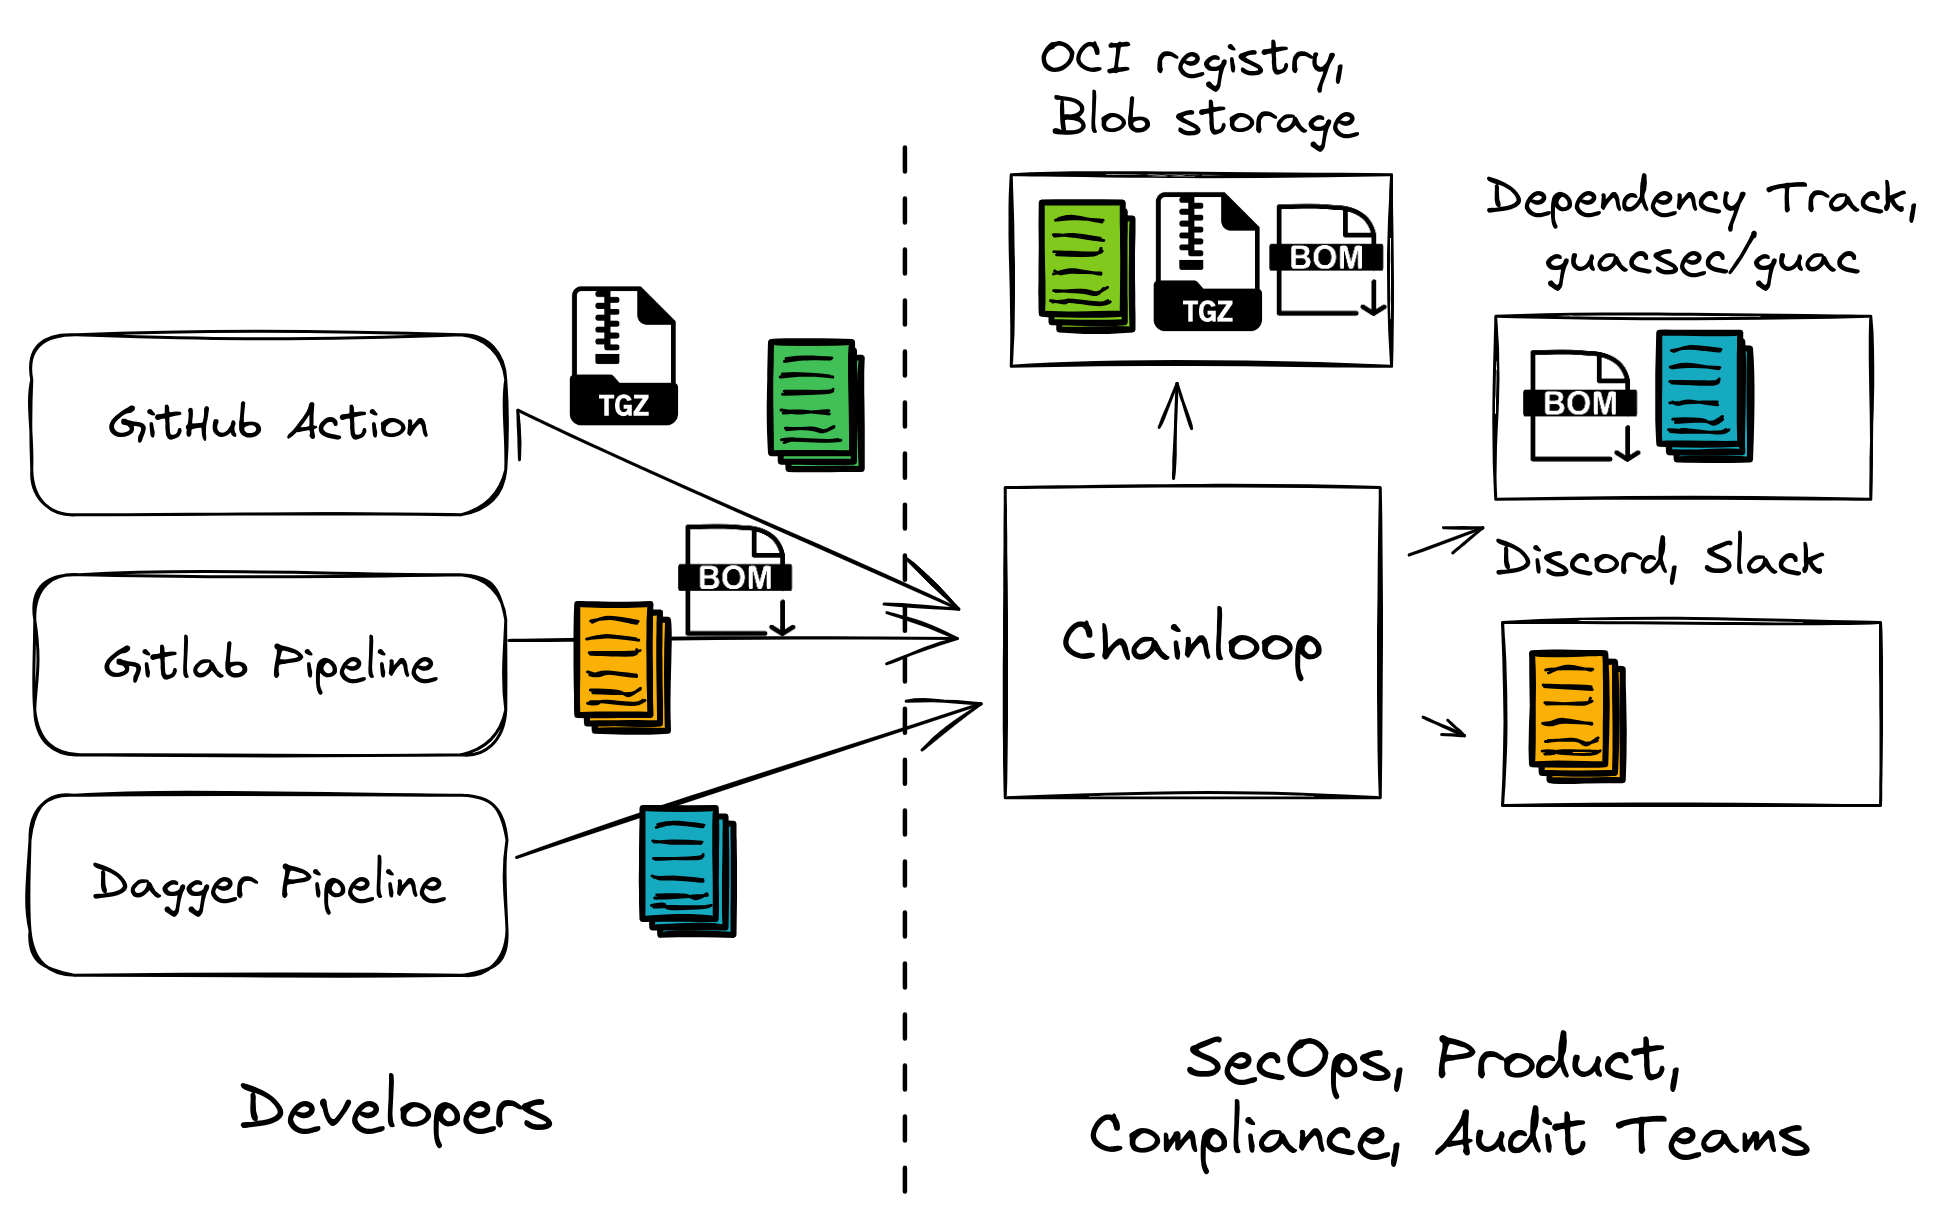 OCI registry,
Blob storage
TGZ
BOM
Dependency Track,
guacsec/guac
BOM
TGZ
GitHub Action
Discord, Slack
BOM
Chainloop
Gitlab Pipeline
Dagger Pipeline
Developers
SecOps, Product,
Compliance, Audit Teams